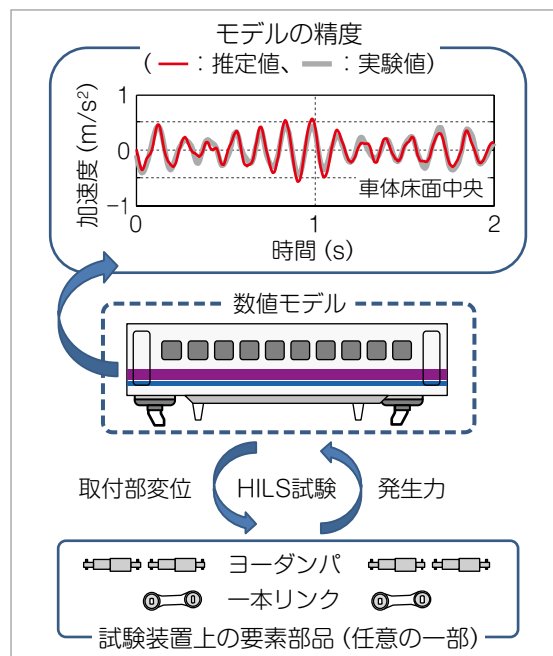 モデルの精度
(ー：推定値、ー：実験値)
1
0
−1
加速度 (m/s²)
車体床面中央
0
1
2
時間 (s)
数値モデル
取付部変位
HILS試験
発生力
ヨーダンパ
一本リンク
試験装置上の要素部品 (任意の一部)